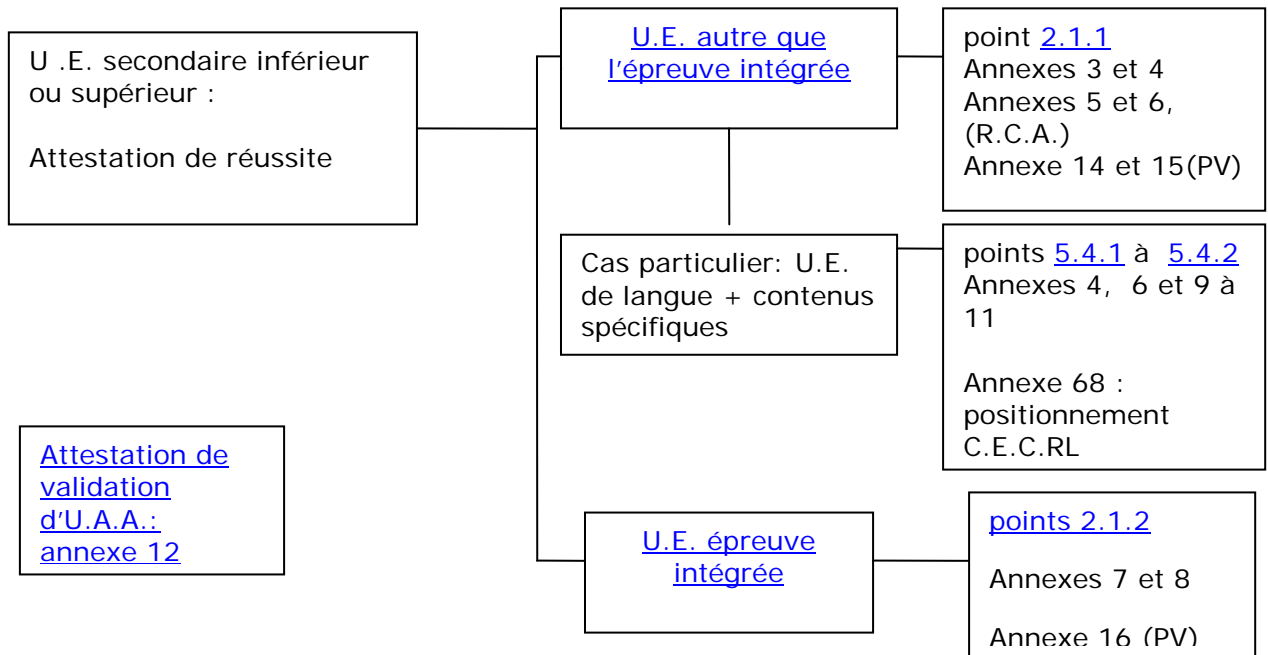 U .E. secondaire inférieur
ou supérieur :
Attestation de réussite
U.E. autre que
l'épreuve intégrée
point 2.1.1
Annexes 3 et 4
Annexes 5 et 6,
(R.C.A.)
Annexe 14 et 15(PV)
Cas particulier: U.E.
de langue + contenus
spécifiques
points 5.4.1 à 5.4.2
Annexes 4, 6 et 9 à
11
Annexe 68 :
positionnement
C.E.C.RL
Attestation de
validation
d'U.A.A.:
annexe 12
U.E. épreuve
intégrée
points 2.1.2
Annexes 7 et 8
Annexe 16 (PV)